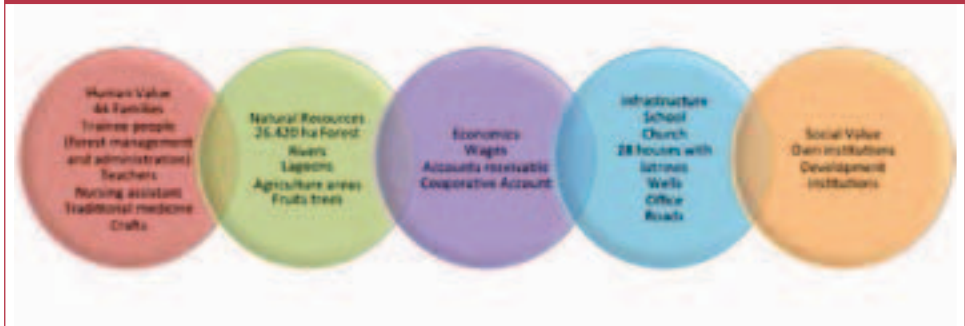 Human Value
44 Families
Trainee people
(forest management
and administration)
Teachers
Nursing assistant
Traditional medicine
Crafts
Natural Resources
26.420 ha Forest
Rivers
Lagoons
Agriculture areas
Fruits trees
Economics
Wages
Accounts receivable
Cooperative Account
Infrastructure
School
Church
28 houses with
latrines
Wells
Office
Roads
Social Value
Own institutions
Development
institutions